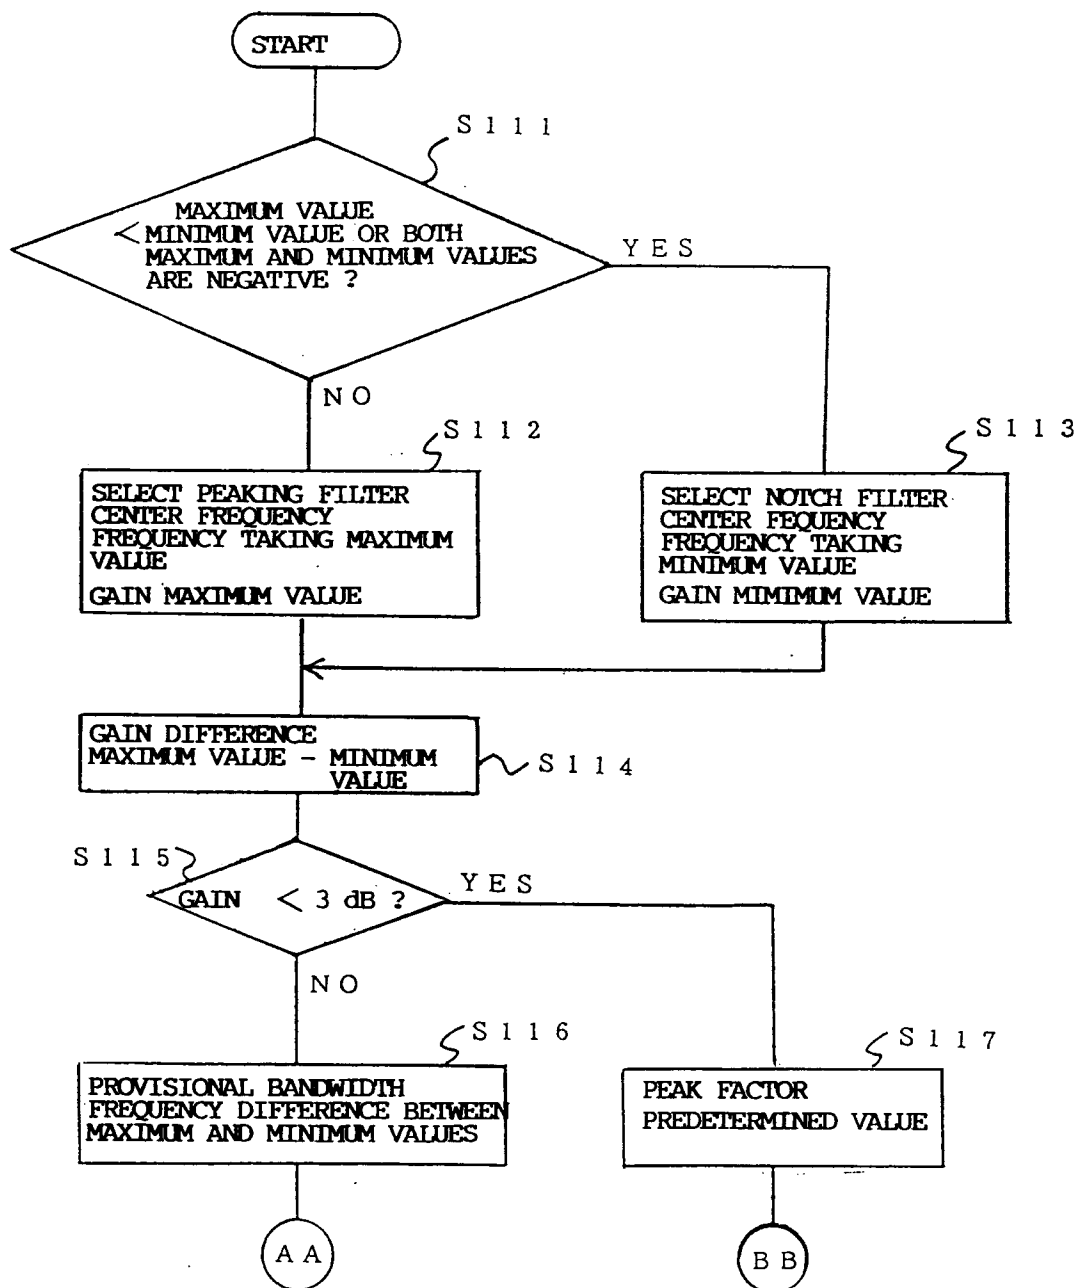 START
S111
MAXIMUM VALUE
< MINIMUM VALUE OR BOTH
MAXIMUM AND MINIMUM VALUES
ARE NEGATIVE ?
YES
NO
S112
SELECT PEAKING FILTER
CENTER FREQUENCY
FREQUENCY TAKING MAXIMUM
VALUE
GAIN MAXIMUM VALUE
S113
SELECT NOTCH FILTER
CENTER FEQUENCY
FREQUENCY TAKING
MINIMUM VALUE
GAIN MIMIMUM VALUE
GAIN DIFFERENCE
MAXIMUM VALUE - MINIMUM
VALUE
S114
S115
GAIN < 3 dB ?
YES
NO
S116
PROVISIONAL BANDWIDTH
FREQUENCY DIFFERENCE BETWEEN
MAXIMUM AND MINIMUM VALUES
S117
PEAK FACTOR
PREDETERMINED VALUE
AA
BB